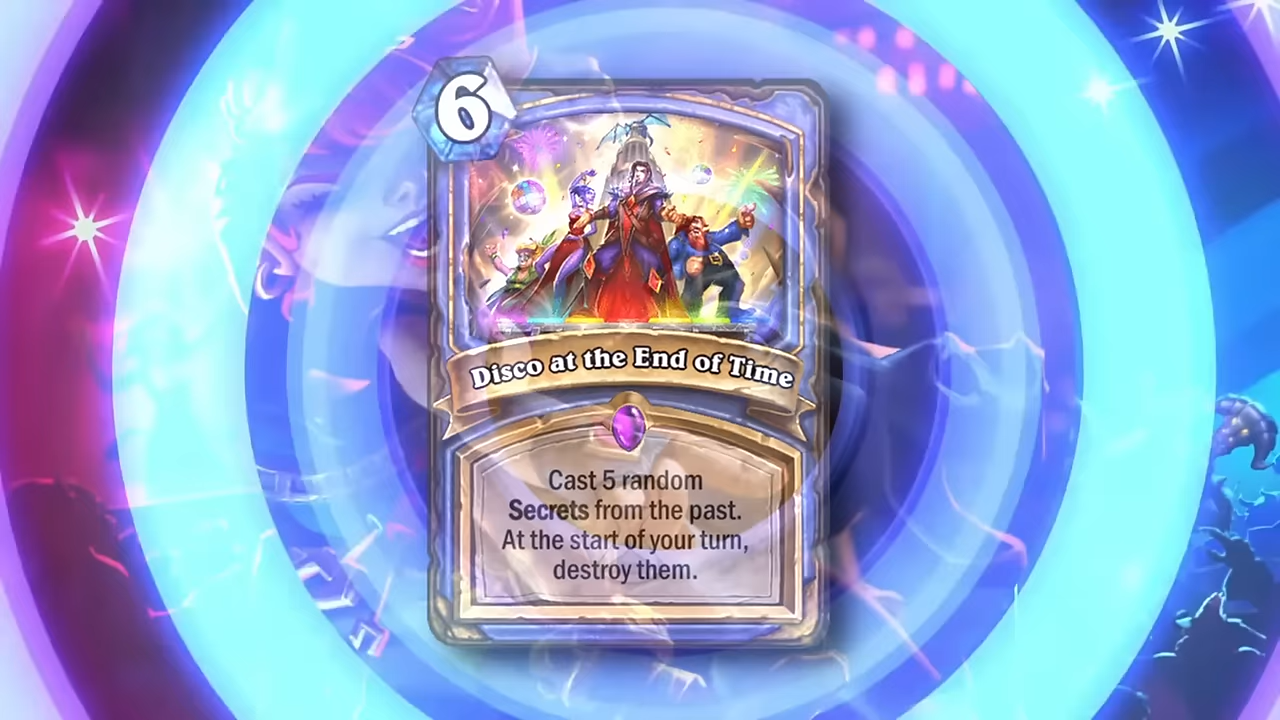 6
Disco at the End of Time
Cast 5 random
Secrets from the past.
At the start of your turn,
destroy them.